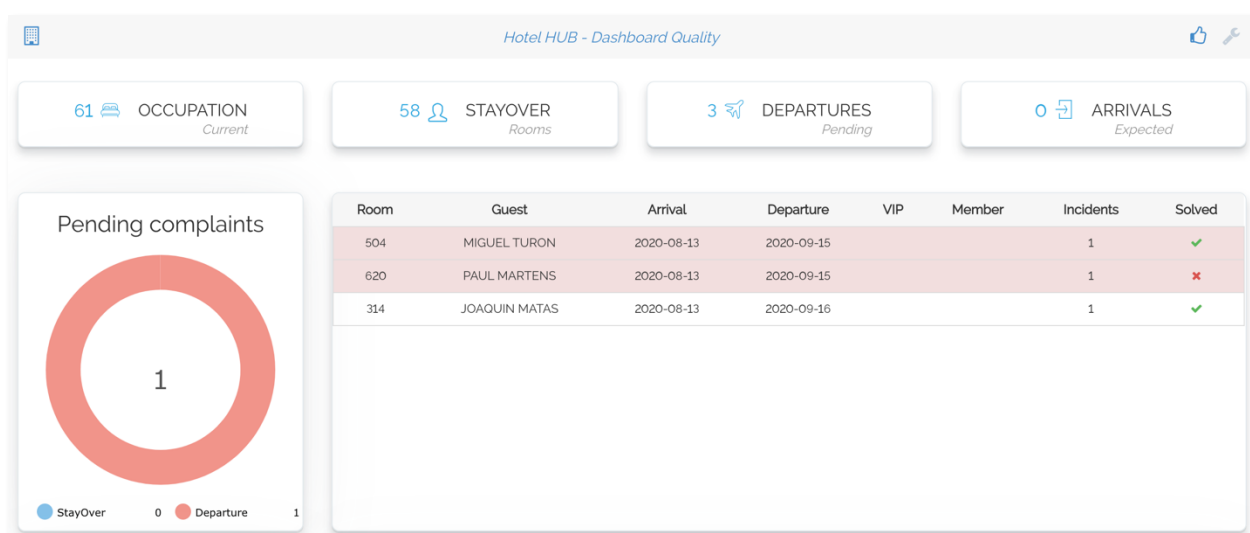 Hotel HUB - Dashboard Quality
61 OCCUPATION
Current
58 STAYOVER
Rooms
3 DEPARTURES
Pending
0 ARRIVALS
Expected
Pending complaints
1
StayOver 0 Departure 1
Room Guest Arrival Departure VIP Member Incidents Solved
504 MIGUEL TURON 2020-08-13 2020-09-15 1
620 PAUL MARTENS 2020-08-13 2020-09-15 1
314 JOAQUIN MATAS 2020-08-13 2020-09-16 1